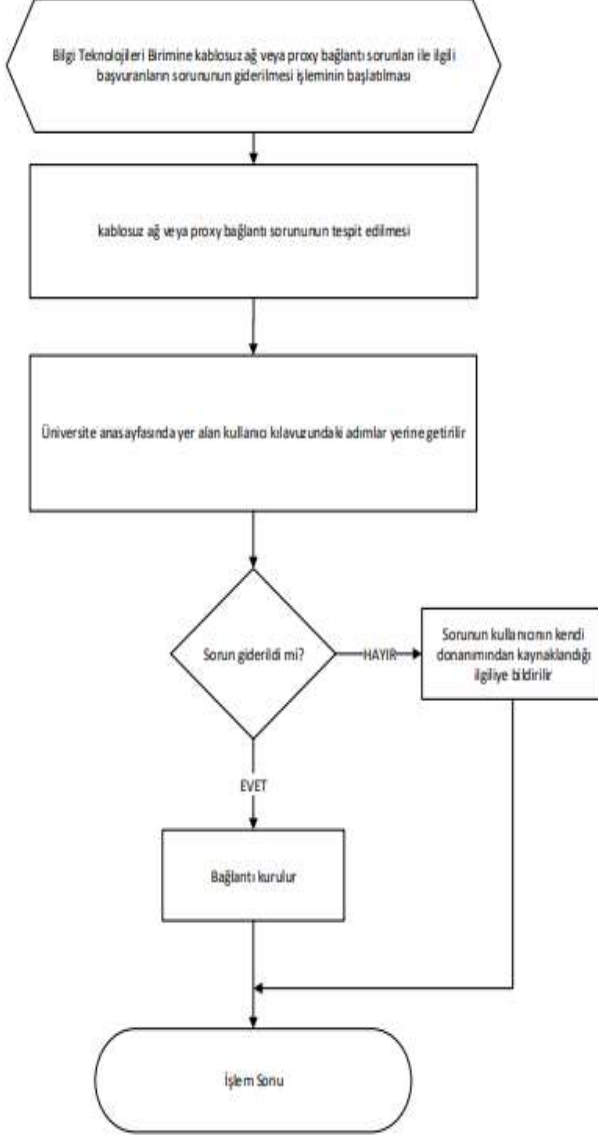 Bilgi Teknolojileri Birimine kablosuz ağ veya proxy bağlantı sorunları ile ilgili
başvuranların sorununun giderilmesi işleminin başlatılması
kablosuz ağ veya proxy bağlantı sorununun tespit edilmesi
Üniversite anasayfasında yer alan kullanıcı kılavuzundaki adımlar yerine getirilir
Sorun giderildi mi?
HAYIR
Sorunun kullanıcının kendi
donanımından kaynaklandığı
ilgiliye bildirilir
EVET
Bağlantı kurulur
İşlem Sonu